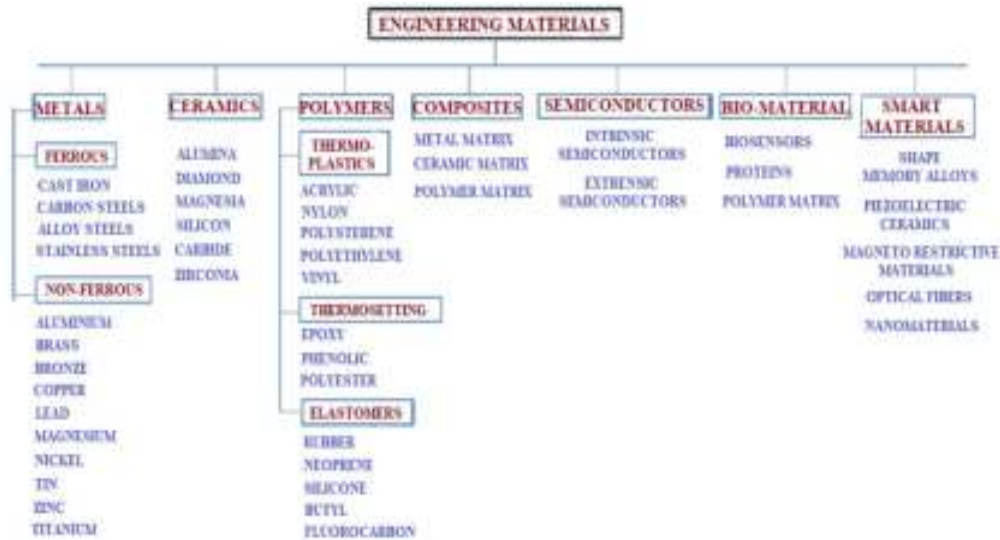 ENGINEERING MATERIALS
METALS
FERROUS
CAST IRON
CARBON STEELS
ALLOY STEELS
STAINLESS STEELS
NON-FERROUS
ALUMINIUM
BRASS
BRONZE
COPPER
LEAD
MAGNESIUM
NICKEL
TIN
ZINC
TITANIUM
CERAMICS
ALUMINA
DIAMOND
MAGNESIA
SILICON
CARBIDE
ZIRCONIA
POLYMERS
THERMO-
PLASTICS
ACRYLIC
NYLON
POLYSTERENE
POLYETHYLENE
VINYL
THERMOSETTING
EPOXY
PHENOLIC
POLYESTER
ELASTOMERS
RUBBER
NEOPRENE
SILICONE
BUTYL
FLUOROCARBON
COMPOSITES
METAL MATRIX
CERAMIC MATRIX
POLYMER MATRIX
SEMICONDUCTORS
INTRINSIC
SEMICONDUCTORS
EXTRENSIC
SEMICONDUCTORS
BIO-MATERIAL
BIOSENSORS
PROTEINS
POLYMER MATRIX
SMART
MATERIALS
SHAPE
MEMORY ALLOYS
PIEZOELECTRIC
CERAMICS
MAGNETO RESTRICTIVE
MATERIALS
OPTICAL FIBERS
NANOMATERIALS